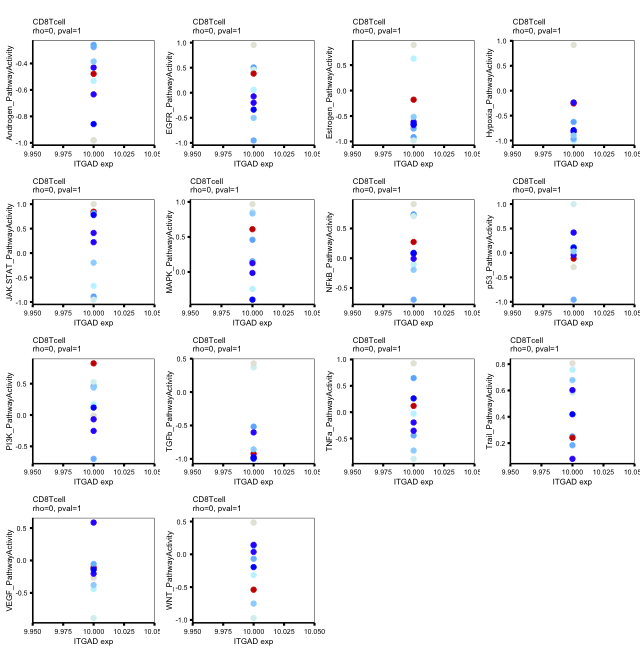 CD8Tcell
rho=0, pval=1
Androgen_PathwayActivity
-0.4
-0.6
-0.8
-1.0
9.950 9.975 10.000 10.025 10.05
ITGAD exp
CD8Tcell
rho=0, pval=1
EGFR_PathwayActivity
1.0
0.5
0.0
-0.5
-1.0
9.950 9.975 10.000 10.025 10.050
ITGAD exp
CD8Tcell
rho=0, pval=1
Estrogen_PathwayActivity
1.0
0.5
0.0
-0.5
-1.0
9.950 9.975 10.000 10.025 10.05
ITGAD exp
CD8Tcell
rho=0, pval=1
Hypoxia_PathwayActivity
1.0
0.5
0.0
-0.5
-1.0
9.950 9.975 10.000 10.025 10.050
ITGAD exp
CD8Tcell
rho=0, pval=1
JAK.STAT_PathwayActivity
1.0
0.5
0.0
-0.5
-1.0
9.950 9.975 10.000 10.025 10.05
ITGAD exp
CD8Tcell
rho=0, pval=1
MAPK_PathwayActivity
1.0
0.5
0.0
9.950 9.975 10.000 10.025 10.050
ITGAD exp
CD8Tcell
rho=0, pval=1
NFkB_PathwayActivity
0.5
0.0
-0.5
9.950 9.975 10.000 10.025 10.05
ITGAD exp
CD8Tcell
rho=0, pval=1
p53_PathwayActivity
1.0
0.5
0.0
-0.5
-1.0
9.950 9.975 10.000 10.025 10.050
ITGAD exp
CD8Tcell
rho=0, pval=1
PI3K_PathwayActivity
0.5
0.0
-0.5
9.950 9.975 10.000 10.025 10.05
ITGAD exp
CD8Tcell
rho=0, pval=1
TGFb_PathwayActivity
0.5
0.0
-0.5
-1.0
9.950 9.975 10.000 10.025 10.050
ITGAD exp
CD8Tcell
rho=0, pval=1
TNFa_PathwayActivity
1.0
0.5
0.0
-0.5
9.950 9.975 10.000 10.025 10.05
ITGAD exp
CD8Tcell
rho=0, pval=1
Trail_PathwayActivity
0.8
0.6
0.4
0.2
9.950 9.975 10.000 10.025 10.050
ITGAD exp
CD8Tcell
rho=0, pval=1
VEGF_PathwayActivity
0.5
0.0
-0.5
9.950 9.975 10.000 10.025 10.05
ITGAD exp
CD8Tcell
rho=0, pval=1
WNT_PathwayActivity
0.5
0.0
-0.5
-1.0
9.950 9.975 10.000 10.025 10.050
ITGAD exp